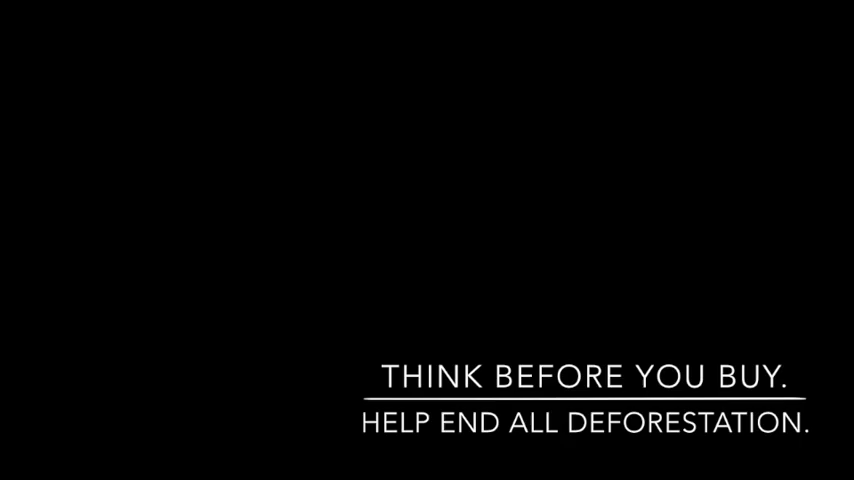 THINK BEFORE YOU BUY.
HELP END ALL DEFORESTATION.